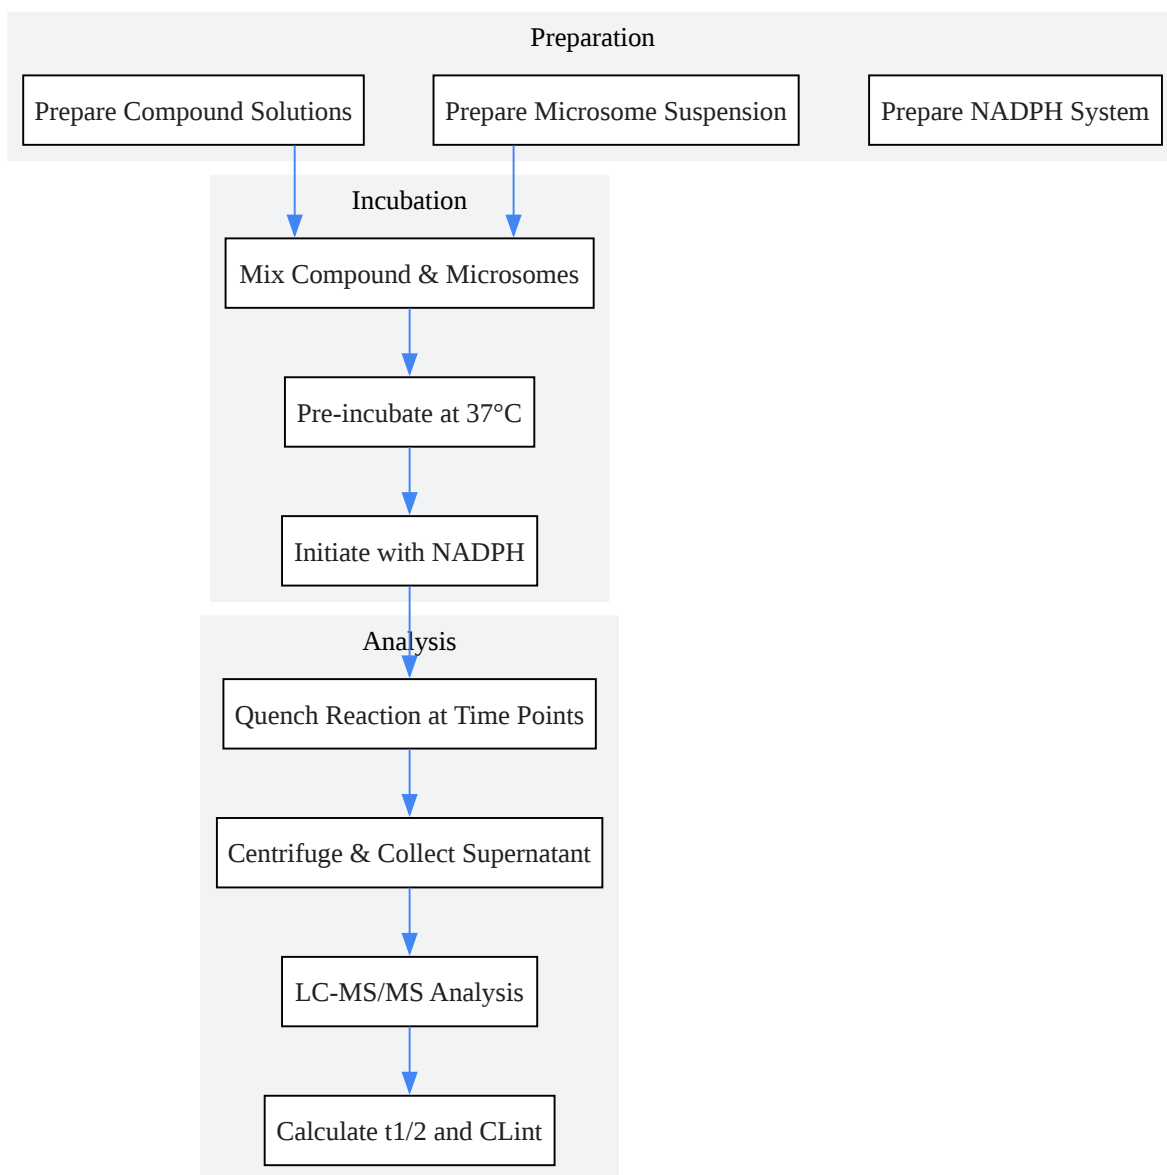 Preparation
Prepare Compound Solutions
Prepare Microsome Suspension
Prepare NADPH System
Incubation
Mix Compound & Microsomes
Pre-incubate at 37°C
Initiate with NADPH
Analysis
Quench Reaction at Time Points
Centrifuge & Collect Supernatant
LC-MS/MS Analysis
Calculate t1/2 and CLint